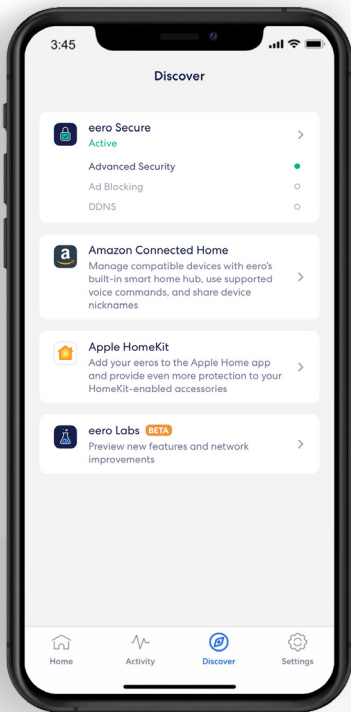 3:45
Discover
eero Secure
Active
Advanced Security
Ad Blocking
DDNS
a
Amazon Connected Home
Manage compatible devices with eero's
built-in smart home hub, use supported
voice commands, and share device
nicknames
Apple HomeKit
Add your eeros to the Apple Home app
and provide even more protection to your
HomeKit-enabled accessories
eero Labs BETA
Preview new features and network
improvements
Home Activity Discover Settings